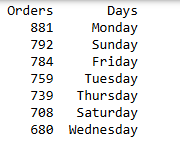 Orders Days
881 Monday
792 Sunday
784 Friday
759 Tuesday
739 Thursday
708 Saturday
680 Wednesday